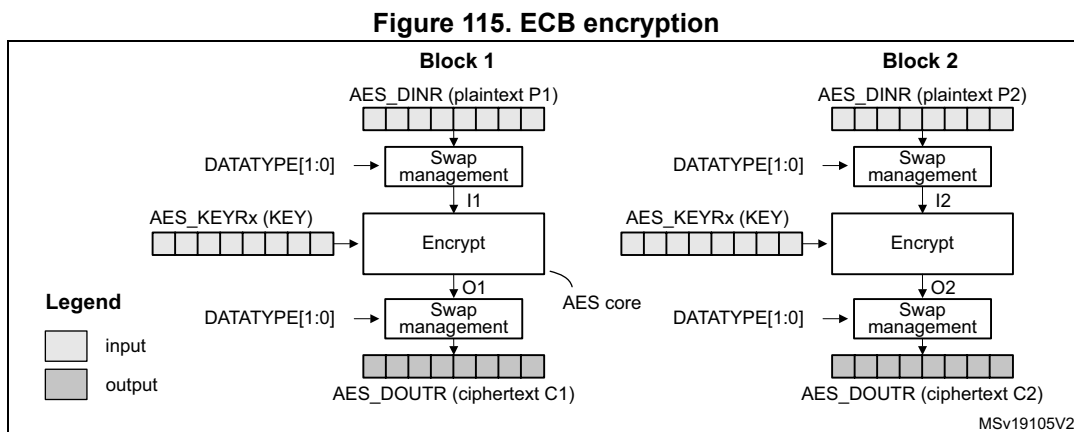 Figure 115. ECB encryption
Block 1
Block 2
AES_DINR (plaintext P1)
AES_DINR (plaintext P2)
DATATYPE[1:0]
Swap
management
DATATYPE[1:0]
Swap
management
I1
I2
AES_KEYRx (KEY)
Encrypt
AES_KEYRx (KEY)
Encrypt
O1
O2
AES core
Legend
DATATYPE[1:0]
Swap
management
DATATYPE[1:0]
Swap
management
input
output
AES_DOUTR (ciphertext C1)
AES_DOUTR (ciphertext C2)
MSv19105V2